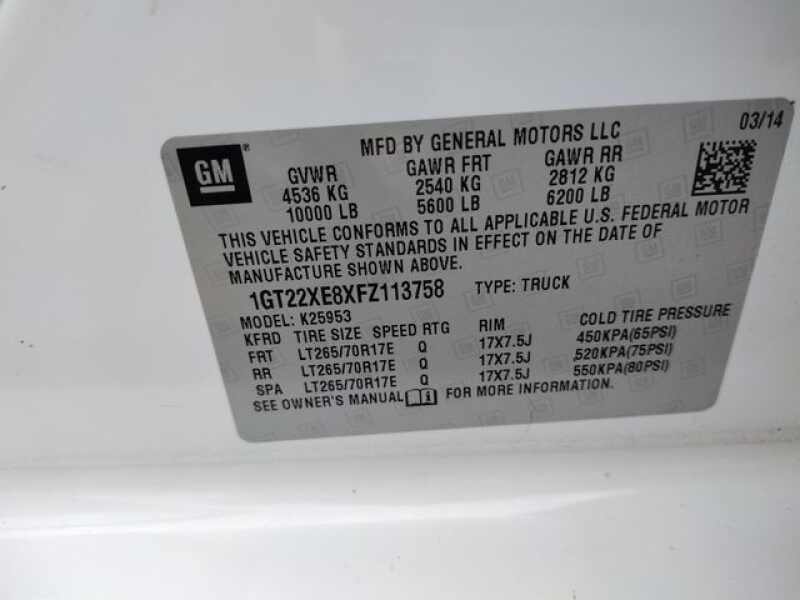 GM®
MFD BY GENERAL MOTORS LLC 03/14
GVWR GAWR FRT GAWR RR
4536 KG 2540 KG 2812 KG
10000 LB 5600 LB 6200 LB
THIS VEHICLE CONFORMS TO ALL APPLICABLE U.S. FEDERAL MOTOR
VEHICLE SAFETY STANDARDS IN EFFECT ON THE DATE OF
MANUFACTURE SHOWN ABOVE.
1GT22XE8XFZ113758 TYPE: TRUCK
MODEL: K25953
KFRD TIRE SIZE SPEED RTG RIM COLD TIRE PRESSURE
FRT LT265/70R17E Q 17X7.5J 450KPA(65PSI)
RR LT265/70R17E Q 17X7.5J 520KPA(75PSI)
SPA LT265/70R17E Q 17X7.5J 550KPA(80PSI)
SEE OWNER'S MANUAL FOR MORE INFORMATION.